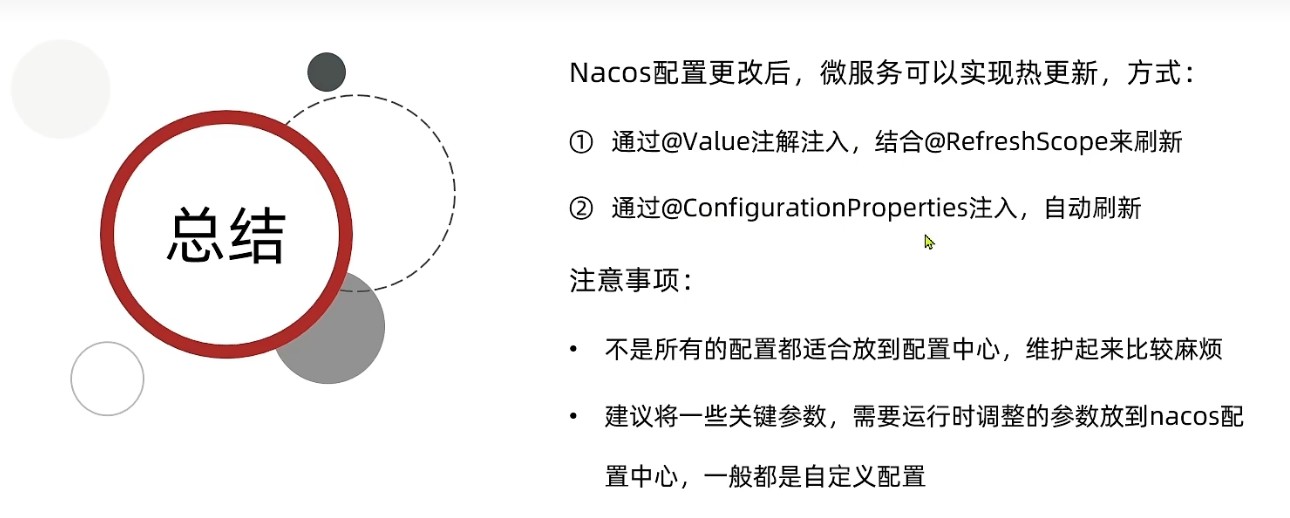 总结
Nacos配置更改后，微服务可以实现热更新，方式：
① 通过@Value注解注入，结合@RefreshScope来刷新
② 通过@ConfigurationProperties注入，自动刷新
注意事项：
• 不是所有的配置都适合放到配置中心，维护起来比较麻烦
• 建议将一些关键参数，需要运行时调整的参数放到nacos配
置中心，一般都是自定义配置